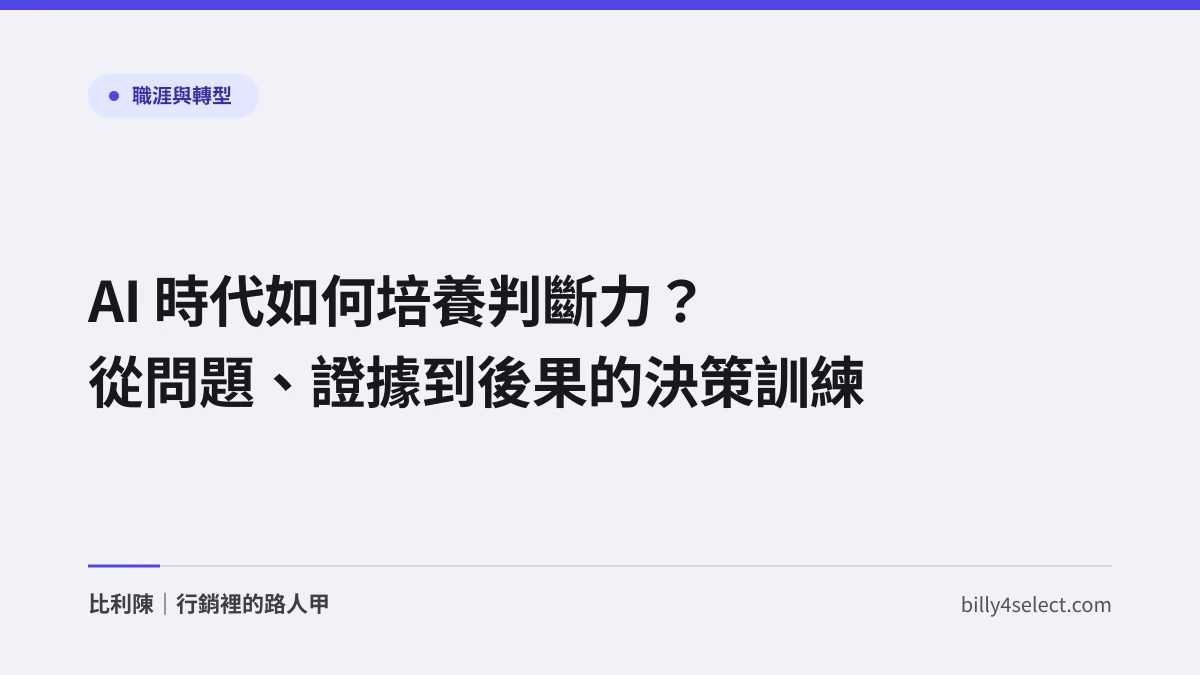 職涯與轉型
AI 時代如何培養判斷力？
從問題、證據到後果的決策訓練
比利陳｜行銷裡的路人甲
billy4select.com